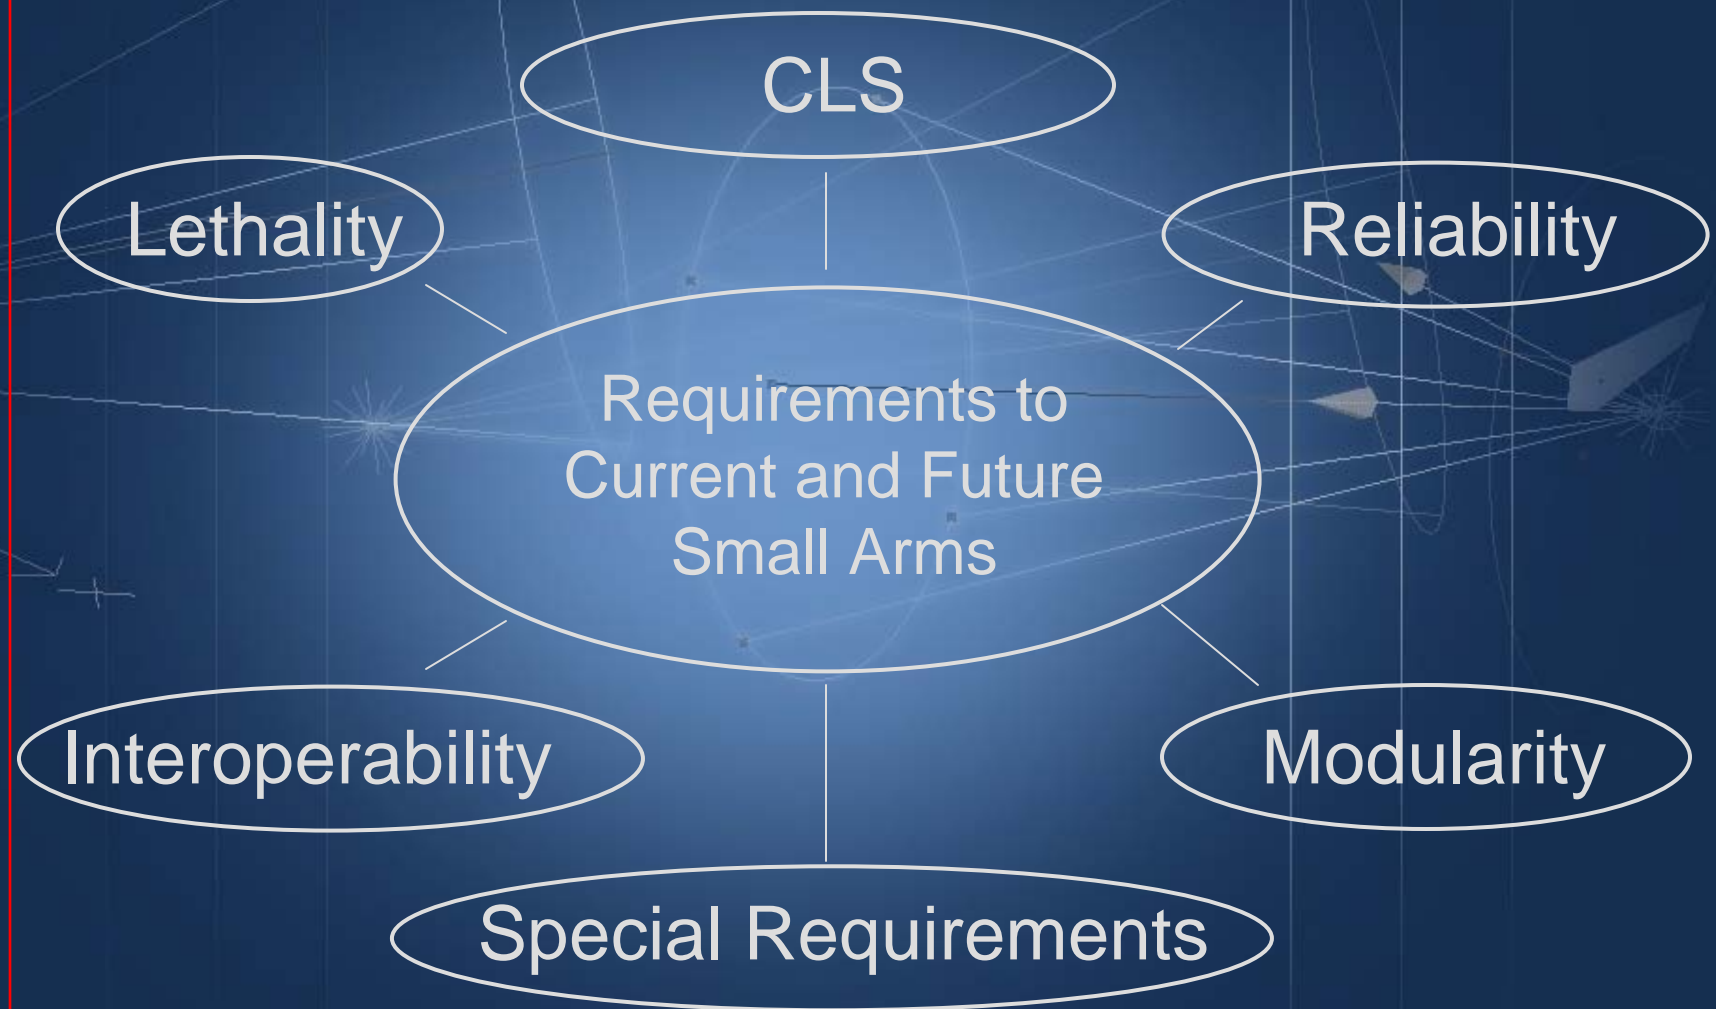 CLS
Lethality
Reliability
Requirements to
Current and Future
Small Arms
Interoperability
Modularity
Special Requirements